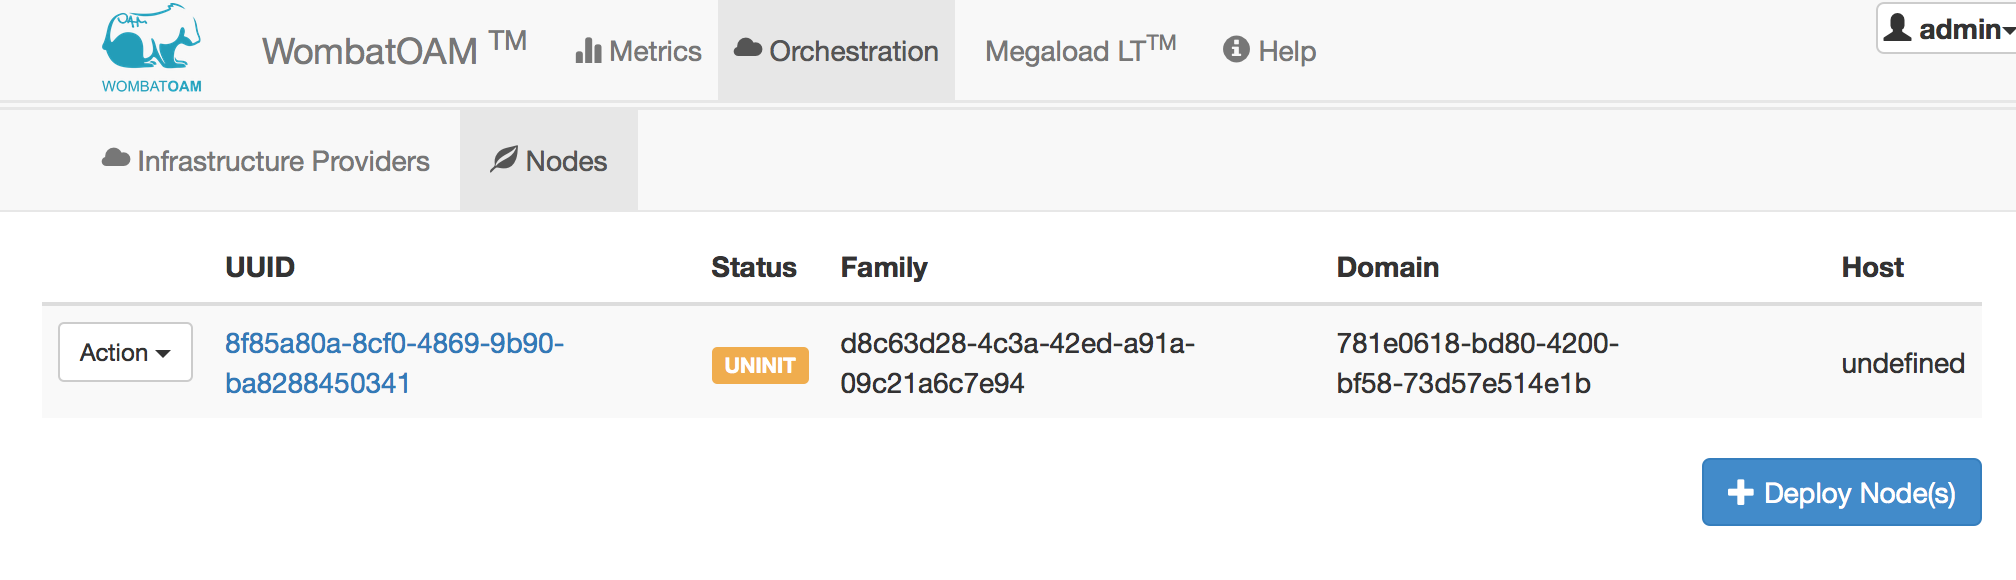 OAM
WOMBATOAM
WombatOAM TM
Metrics
Orchestration
Megaload LTTM
Help
admin
Infrastructure Providers
Nodes
UUID Status Family Domain Host
Action
8f85a80a-8cf0-4869-9b90-
ba8288450341
UNINIT
d8c63d28-4c3a-42ed-a91a-
09c21a6c7e94
781e0618-bd80-4200-
bf58-73d57e514e1b
undefined
Deploy Node(s)